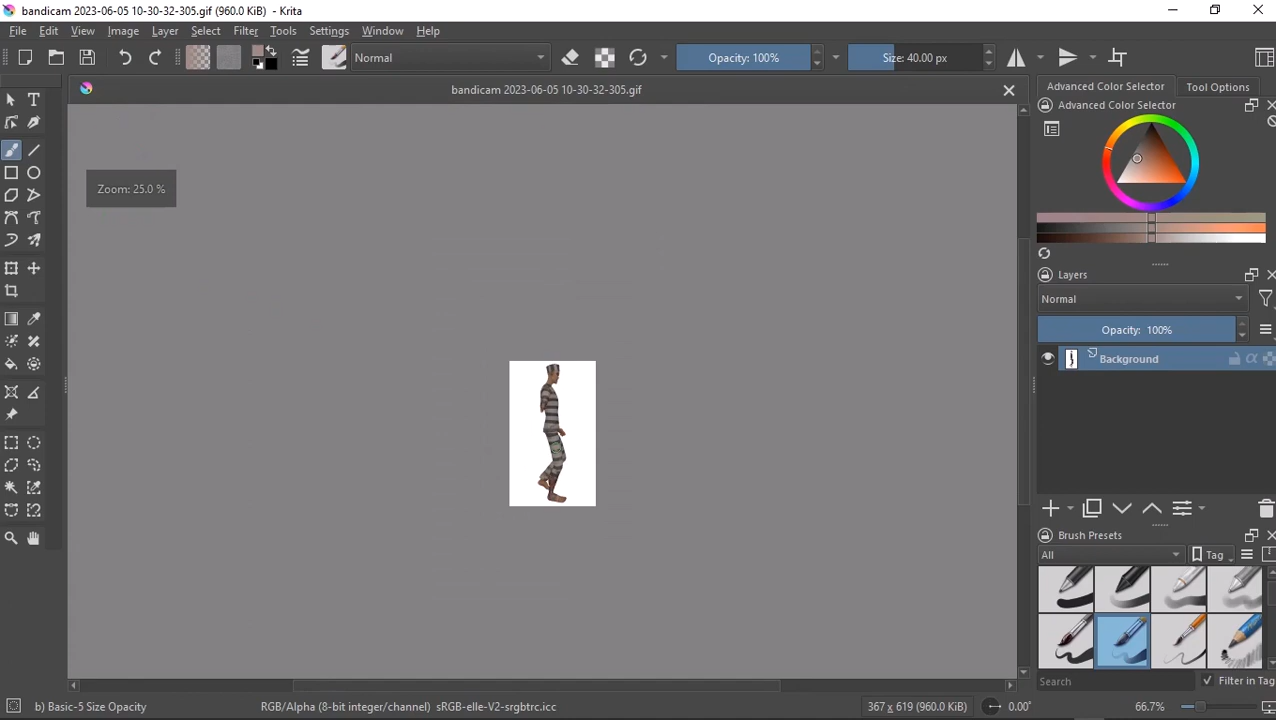 bandicam 2023-06-05 10-30-32-305.gif (960.0 KiB) - Krita
File Edit View Image Layer Select Filter Tools Settings Window Help
Normal Opacity: 100% Size: 40.00 px
bandicam 2023-06-05 10-30-32-305.gif
Advanced Color Selector Tool Options
Advanced Color Selector
Zoom: 25.0 %
Layers
Normal
Opacity: 100%
Background
Brush Presets
All Tag
Search Filter in Tag
b) Basic-5 Size Opacity RGB/Alpha (8-bit integer/channel) sRGB-elle-V2-srgbtrc.icc 367 x 619 (960.0 KiB) 0.00° 66.7%